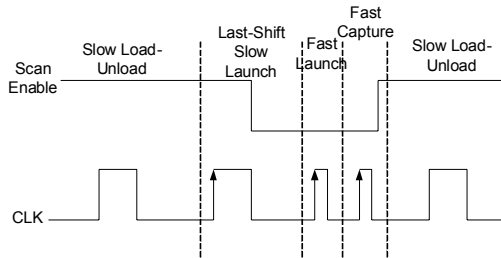 Slow Load-
Unload
Last-Shift
Slow
Launch
Fast
Launch
Fast
Capture
Slow Load-
Unload
Scan
Enable
CLK